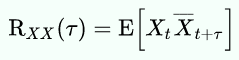 R_{XX}(τ) = E[X_t \overline{X}_{t+τ}]